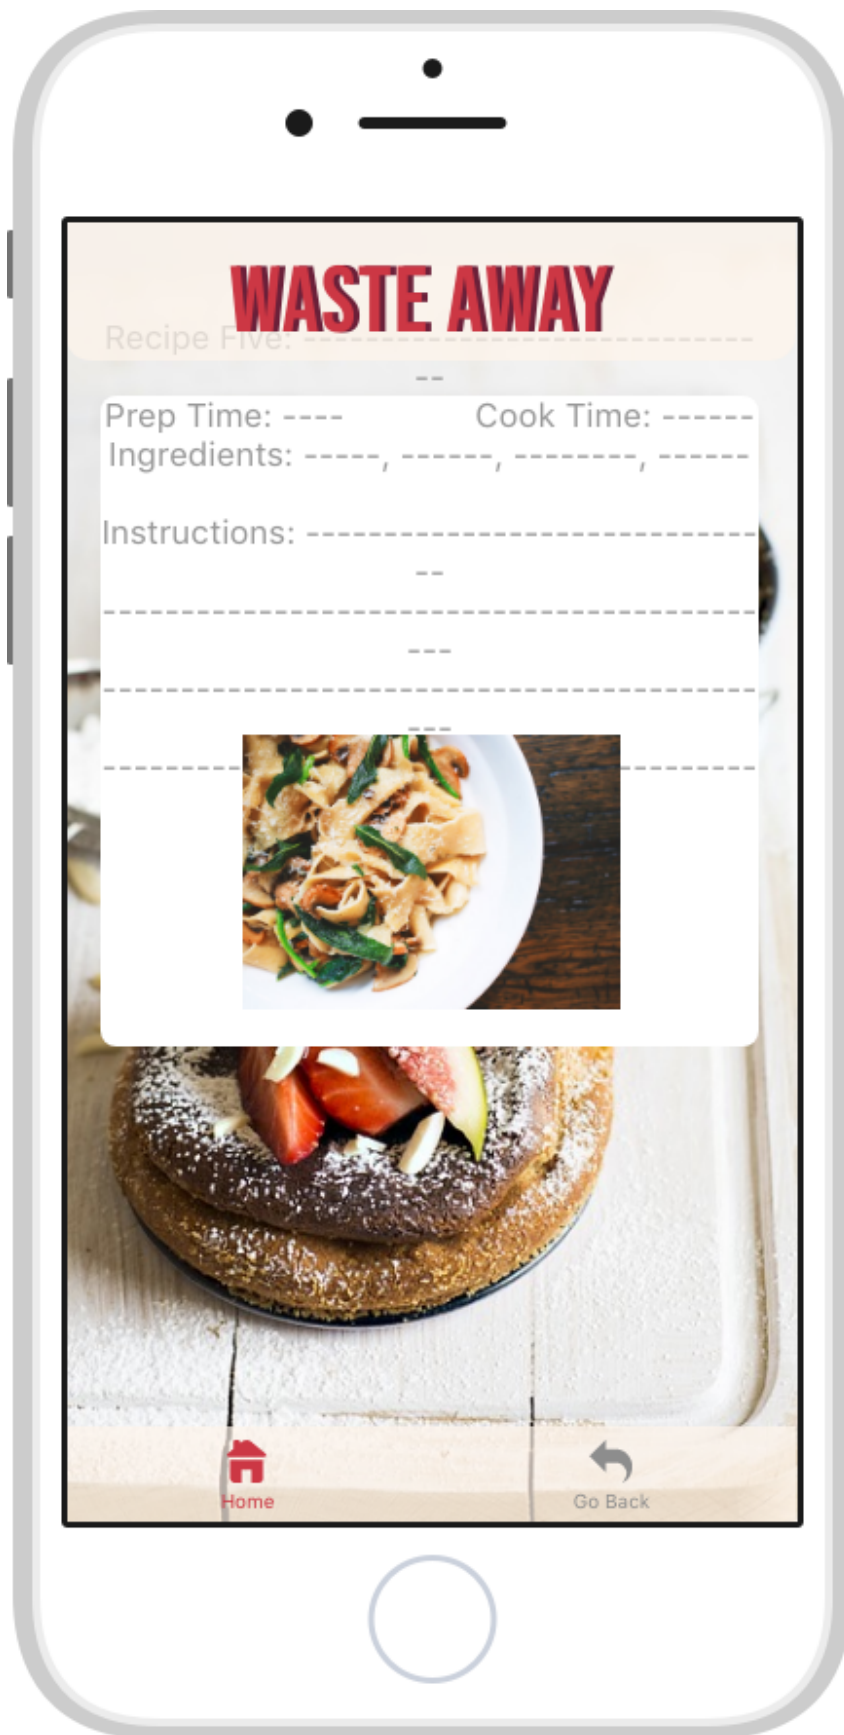 WASTE AWAY
Recipe Five: -----------------------------
--
Prep Time: ---- Cook Time: ------
Ingredients: -----, ------, --------, ------
Instructions: -----------------------------
--
------------------------------------------
---
------------------------------------------
---
--------- ---------
Home
Go Back